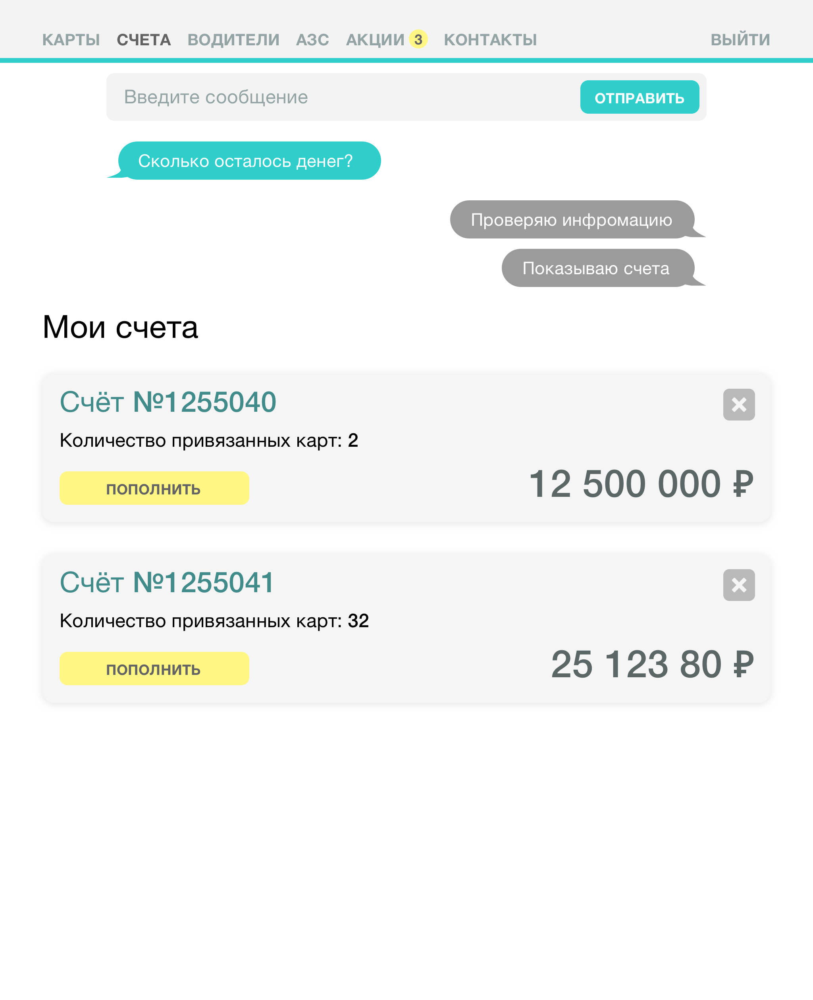 КАРТЫ СЧЕТА ВОДИТЕЛИ АЗС АКЦИИ 3 КОНТАКТЫ ВЫЙТИ
Введите сообщение ОТПРАВИТЬ
Сколько осталось денег?
Проверяю инфромацию
Показываю счета
Мои счета
Счёт №1255040
Количество привязанных карт: 2
ПОПОЛНИТЬ 12 500 000 ₽
Счёт №1255041
Количество привязанных карт: 32
ПОПОЛНИТЬ 25 123 80 ₽